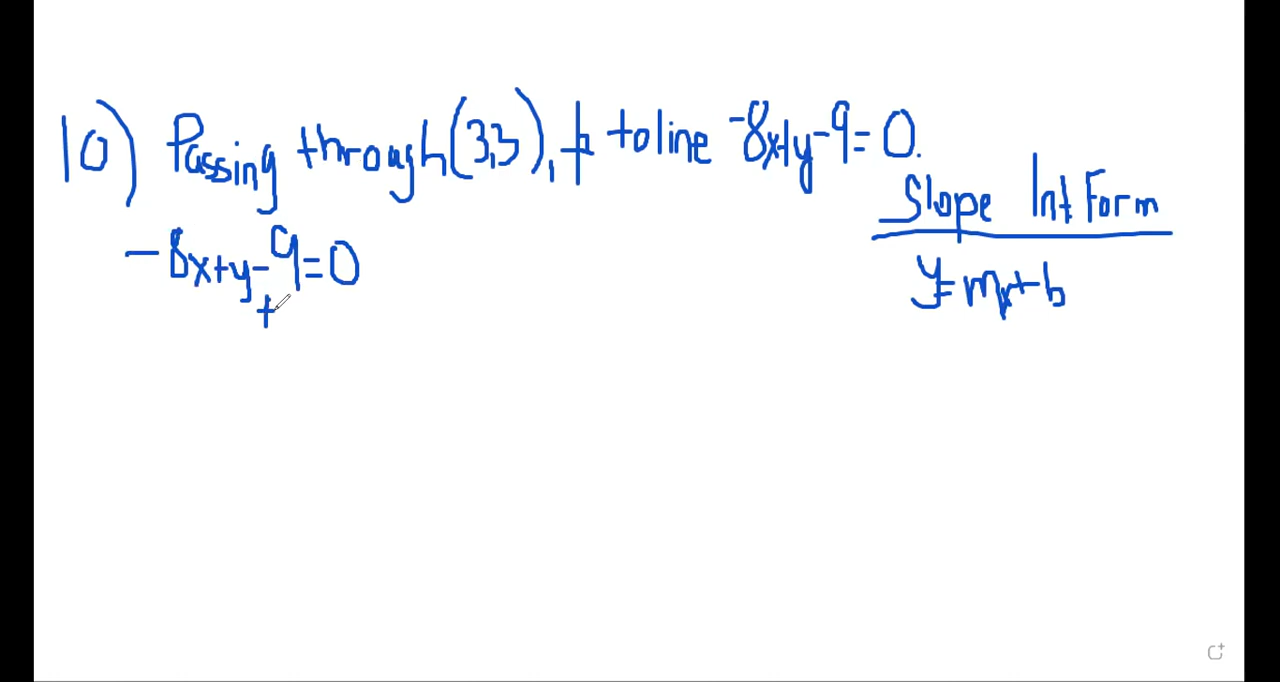 10) Passing through (3,3), to line -8x+y-9=0.
Slope Int Form
-8x+y-9=0
y=mx+b
+